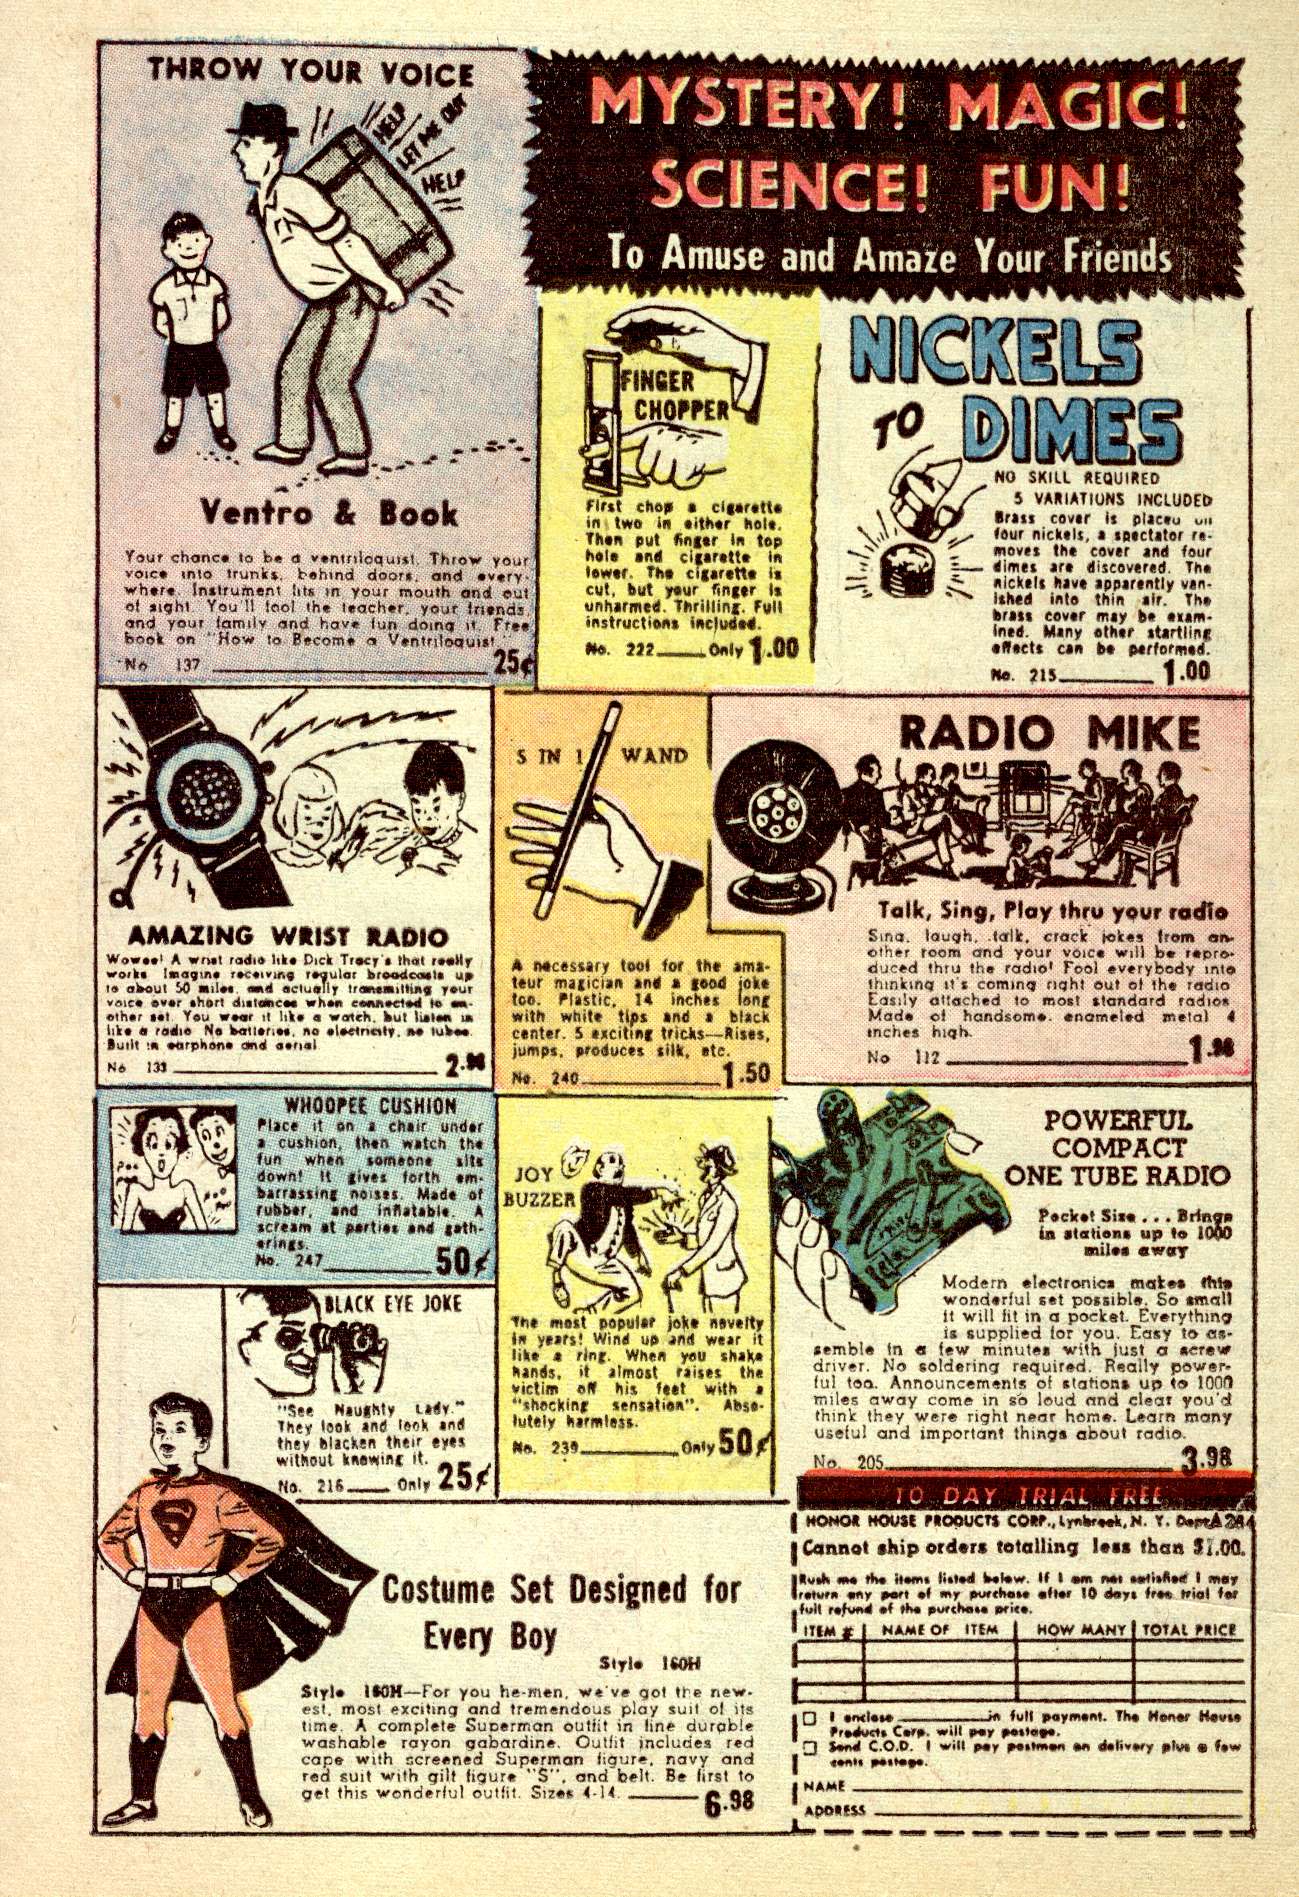 THROW YOUR VOICE
HELP
LET ME OUT
HELP
Ventro & Book
Your chance to be a ventriloquist. Throw your
voice into trunks, behind doors, and every-
where. Instrument fits in your mouth and out
of sight. You'll fool the teacher, your friends,
and your family and have fun doing it. Free
book on "How to Become a Ventriloquist."
No 137 25¢
MYSTERY! MAGIC!
SCIENCE! FUN!
To Amuse and Amaze Your Friends
FINGER
CHOPPER
First chop a cigarette
in two in either hole.
Then put finger in top
hole and cigarette in
lower. The cigarette is
cut, but your finger is
unharmed. Thrilling. Full
instructions included.
No. 222 Only 1.00
NICKELS
TO DIMES
NO SKILL REQUIRED
5 VARIATIONS INCLUDED
Brass cover is placed on
four nickels, a spectator re-
moves the cover and four
dimes are discovered. The
nickels have apparently van-
ished into thin air. The
brass cover may be exam-
ined. Many other startling
effects can be performed.
No. 215 1.00
AMAZING WRIST RADIO
Wowee! A wrist radio like Dick Tracy's that really
works. Imagine receiving regular broadcasts up
to about 50 miles, and actually transmitting your
voice over short distances when connected to an-
other set. You wear it like a watch, but listen in
like a radio. No batteries, no electricity, no tubes.
Built in earphone and aerial.
No 133 2.98
5 IN 1 WAND
A necessary tool for the ama-
teur magician and a good joke
too. Plastic, 14 inches long
with white tips and a black
center. 5 exciting tricks—Rises,
jumps, produces silk, etc.
No. 240 1.50
RADIO MIKE
Talk, Sing, Play thru your radio
Sing, laugh, talk, crack jokes from an-
other room and your voice will be repro-
duced thru the radio! Fool everybody into
thinking it's coming right out of the radio
Easily attached to most standard radios
Made of handsome, enameled metal 4
inches high.
No 112 1.98
WHOOPEE CUSHION
Place it on a chair under
a cushion, then watch the
fun when someone sits
down! It gives forth em-
barrassing noises. Made of
rubber, and inflatable. A
scream at parties and gath-
erings.
No. 247 50¢
JOY
BUZZER
The most popular joke novelty
in years! Wind up and wear it
like a ring. When you shake
hands, it almost raises the
victim off his feet with a
"shocking sensation". Abso-
lutely harmless.
No. 239 Only 50¢
POWERFUL
COMPACT
ONE TUBE RADIO
Pocket Size . . . Brings
in stations up to 1000
miles away
Modern electronics makes this
wonderful set possible. So small
it will fit in a pocket. Everything
is supplied for you. Easy to as-
semble in a few minutes with just a screw
driver. No soldering required. Really power-
ful too. Announcements of stations up to 1000
miles away come in so loud and clear you'd
think they were right near home. Learn many
useful and important things about radio.
No. 205 3.98
BLACK EYE JOKE
"See Naughty Lady."
They look and look and
they blacken their eyes
without knowing it.
No. 216 Only 25¢
S
Costume Set Designed for
Every Boy
Style 160H
Style 160H—For you he-men, we've got the new-
est, most exciting and tremendous play suit of its
time. A complete Superman outfit in fine durable
washable rayon gabardine. Outfit includes red
cape with screened Superman figure, navy and
red suit with gilt figure "S", and belt. Be first to
get this wonderful outfit. Sizes 4-14. 6.98
10 DAY TRIAL FREE
HONOR HOUSE PRODUCTS CORP., Lynbrook, N. Y. Dept.
Cannot ship orders totalling less than $1.00.
Rush me the items listed below. If I am not satisfied I may
return any part of my purchase after 10 days free trial for
full refund of the purchase price.
ITEM # NAME OF ITEM HOW MANY TOTAL PRICE
I enclose in full payment. The Honor House
Products Corp. will pay postage.
Send C.O.D. I will pay postman on delivery plus a few
cents postage.
NAME
ADDRESS